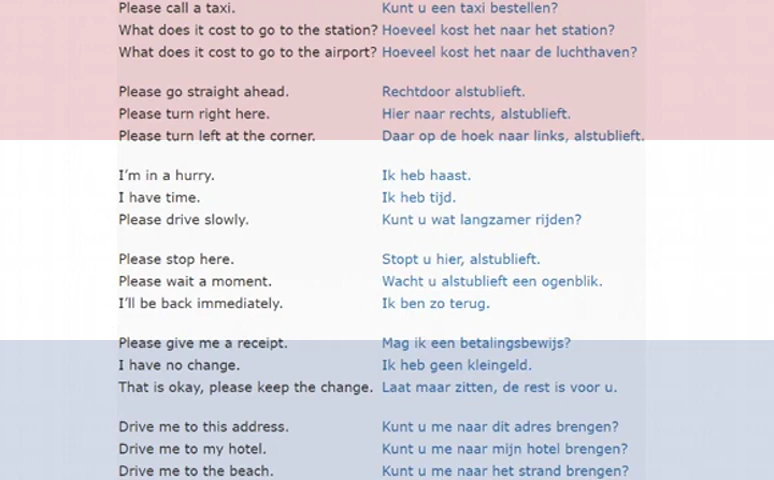 Please call a taxi. Kunt u een taxi bestellen?
What does it cost to go to the station? Hoeveel kost het naar het station?
What does it cost to go to the airport? Hoeveel kost het naar de luchthaven?
Please go straight ahead. Rechtdoor alstublieft.
Please turn right here. Hier naar rechts, alstublieft.
Please turn left at the corner. Daar op de hoek naar links, alstublieft.
I'm in a hurry. Ik heb haast.
I have time. Ik heb tijd.
Please drive slowly. Kunt u wat langzamer rijden?
Please stop here. Stopt u hier, alstublieft.
Please wait a moment. Wacht u alstublieft een ogenblik.
I'll be back immediately. Ik ben zo terug.
Please give me a receipt. Mag ik een betalingsbewijs?
I have no change. Ik heb geen kleingeld.
That is okay, please keep the change. Laat maar zitten, de rest is voor u.
Drive me to this address. Kunt u me naar dit adres brengen?
Drive me to my hotel. Kunt u me naar mijn hotel brengen?
Drive me to the beach. Kunt u me naar het strand brengen?